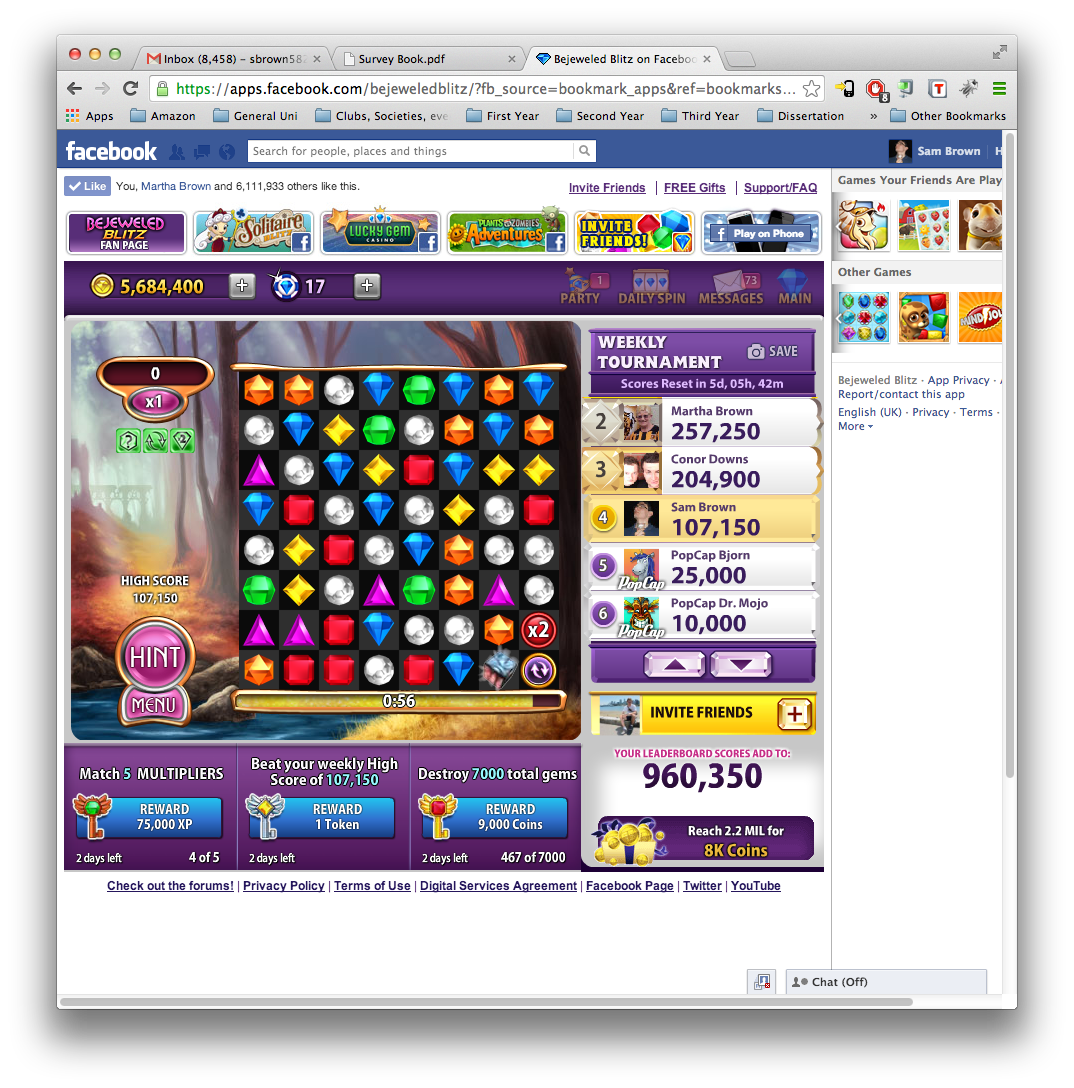 Inbox (8,458) – sbrown582
Survey Book.pdf
Bejeweled Blitz on Faceboo
https://apps.facebook.com/bejeweledblitz/?fb_source=bookmark_apps&ref=bookmarks...
8
T
Apps
Amazon
General Uni
Clubs, Societies, eve
First Year
Second Year
Third Year
Dissertation
»
Other Bookmarks
facebook
Search for people, places and things
Sam Brown
H
Like
You, Martha Brown and 6,111,933 others like this.
Invite Friends | FREE Gifts | Support/FAQ
BEJEWELED
BLITZ
FAN PAGE
Solitaire
BLITZ
LUCKY GEM
CASINO
PLANTS & ZOMBIES
Adventures
INVITE
FRIENDS!
Play on Phone
5,684,400
17
1
PARTY
DAILY SPIN
73
MESSAGES
MAIN
0
x1
?
2
HIGH SCORE
107,150
HINT
MENU
x2
0:56
WEEKLY
TOURNAMENT
SAVE
Scores Reset in 5d, 05h, 42m
2
Martha Brown
257,250
3
Conor Downs
204,900
4
Sam Brown
107,150
5
PopCap Bjorn
25,000
PopCap
6
PopCap Dr. Mojo
10,000
PopCap
INVITE FRIENDS
YOUR LEADERBOARD SCORES ADD TO:
960,350
Reach 2.2 MIL for
8K Coins
Match 5 MULTIPLIERS
REWARD
75,000 XP
2 days left
4 of 5
Beat your weekly High
Score of 107,150
REWARD
1 Token
2 days left
Destroy 7000 total gems
REWARD
9,000 Coins
2 days left
467 of 7000
Check out the forums! | Privacy Policy | Terms of Use | Digital Services Agreement | Facebook Page | Twitter | YouTube
Games Your Friends Are Play
Other Games
Bejeweled Blitz · App Privacy ·
Report/contact this app
English (UK) · Privacy · Terms ·
More
Chat (Off)